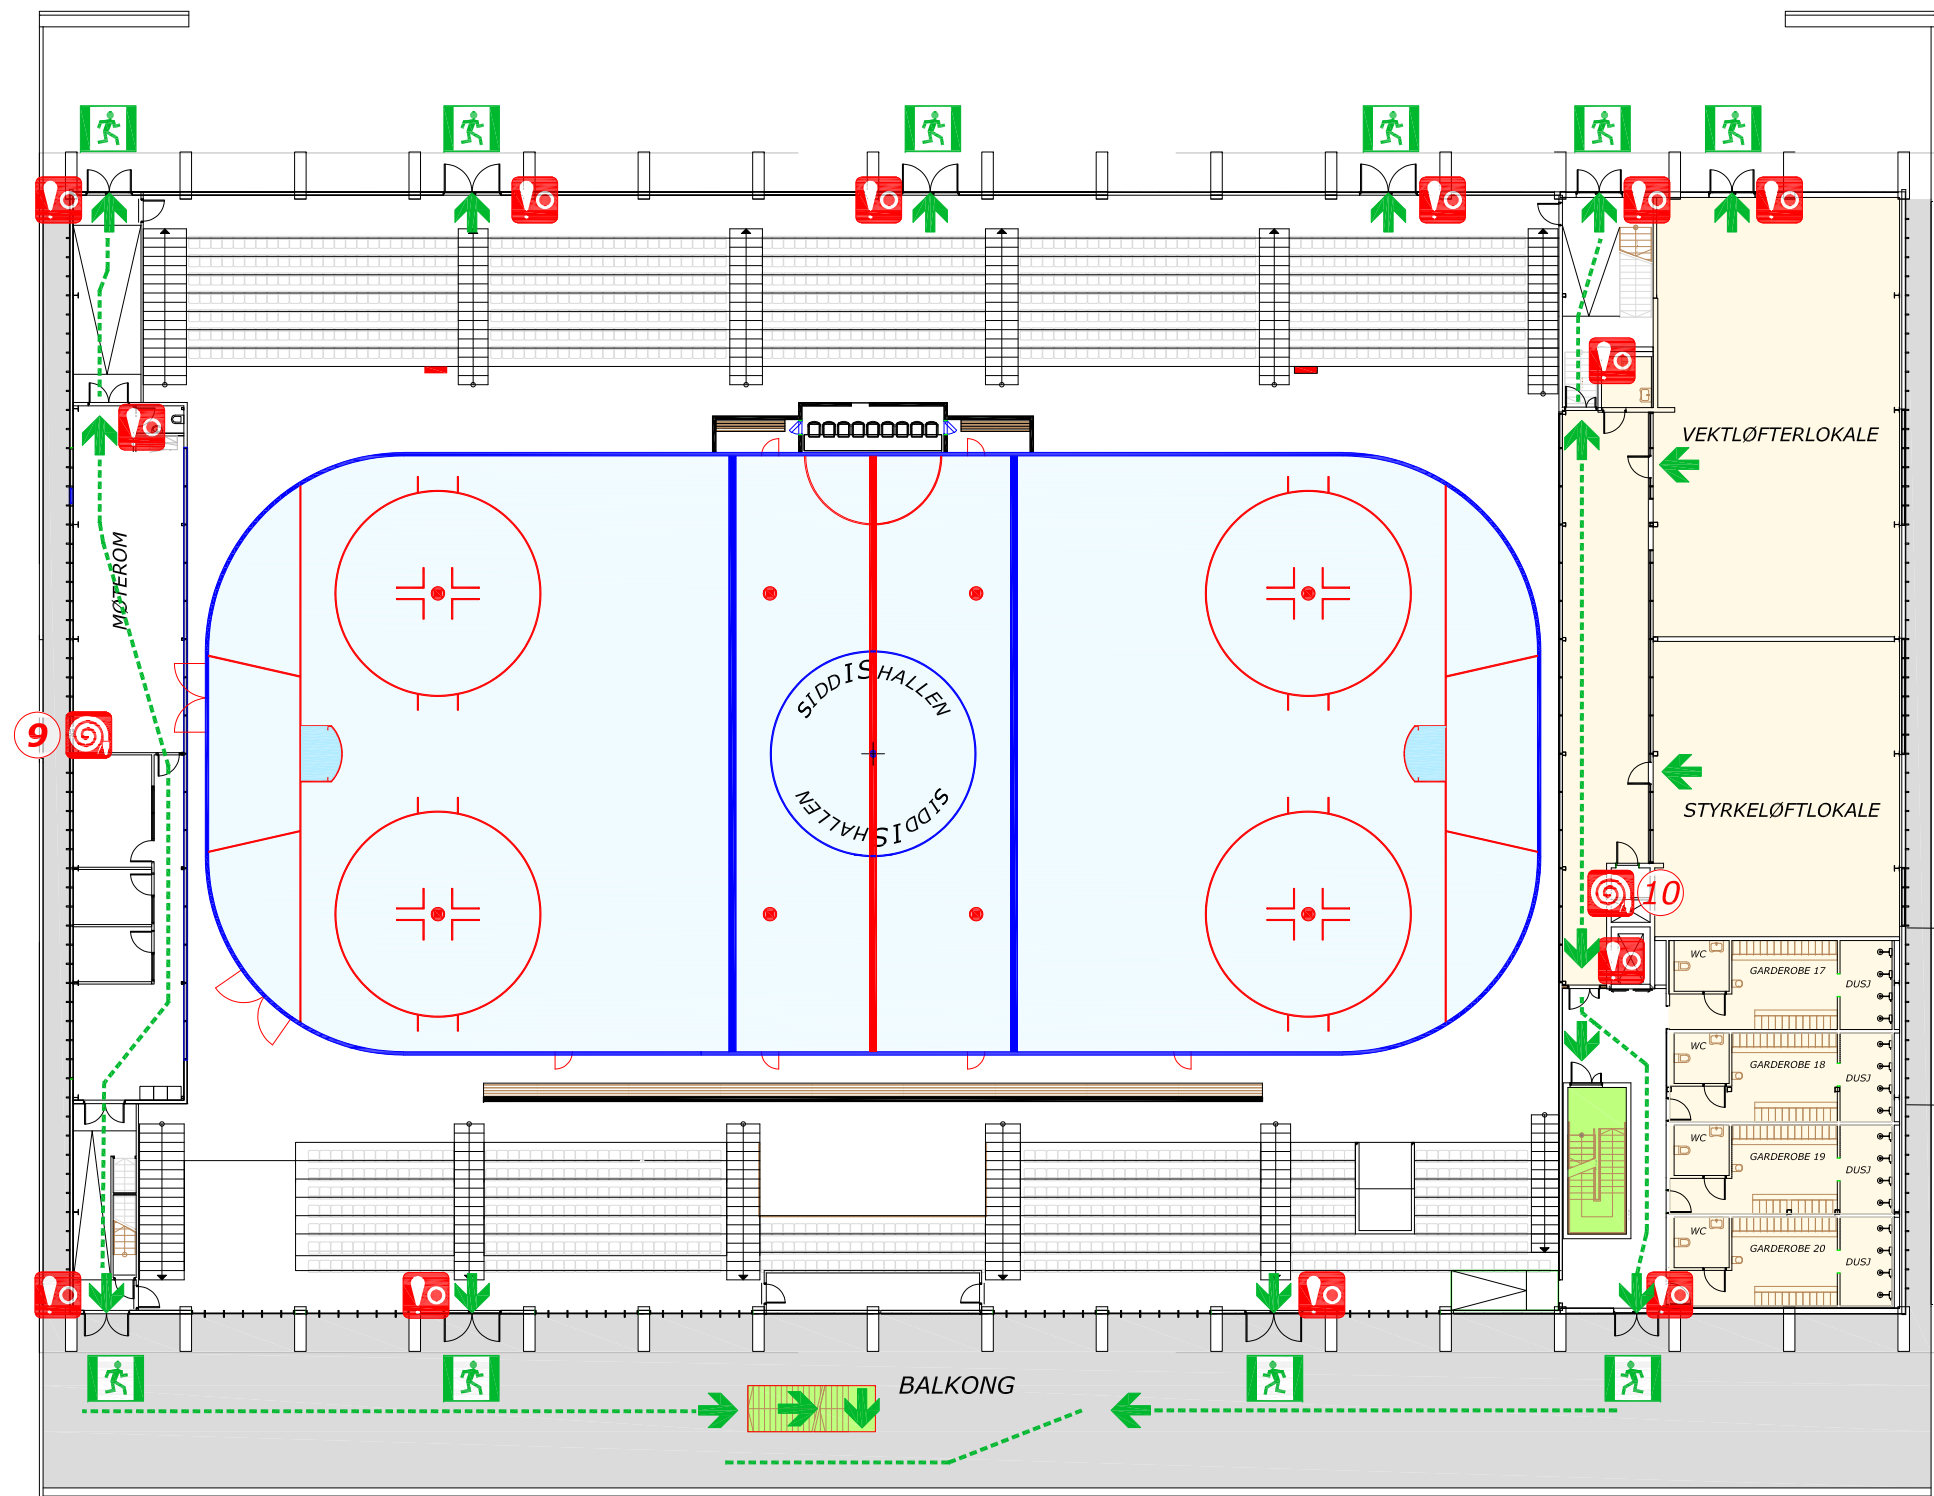 VEKTLØFTERLOKALE
MØTEROM
SIDDISHALLEN
9
SIDDISHALLEN
STYRKELØFTLOKALE
10
WC
GARDEROBE 17
DUSJ
WC
GARDEROBE 18
DUSJ
WC
GARDEROBE 19
DUSJ
WC
GARDEROBE 20
DUSJ
BALKONG